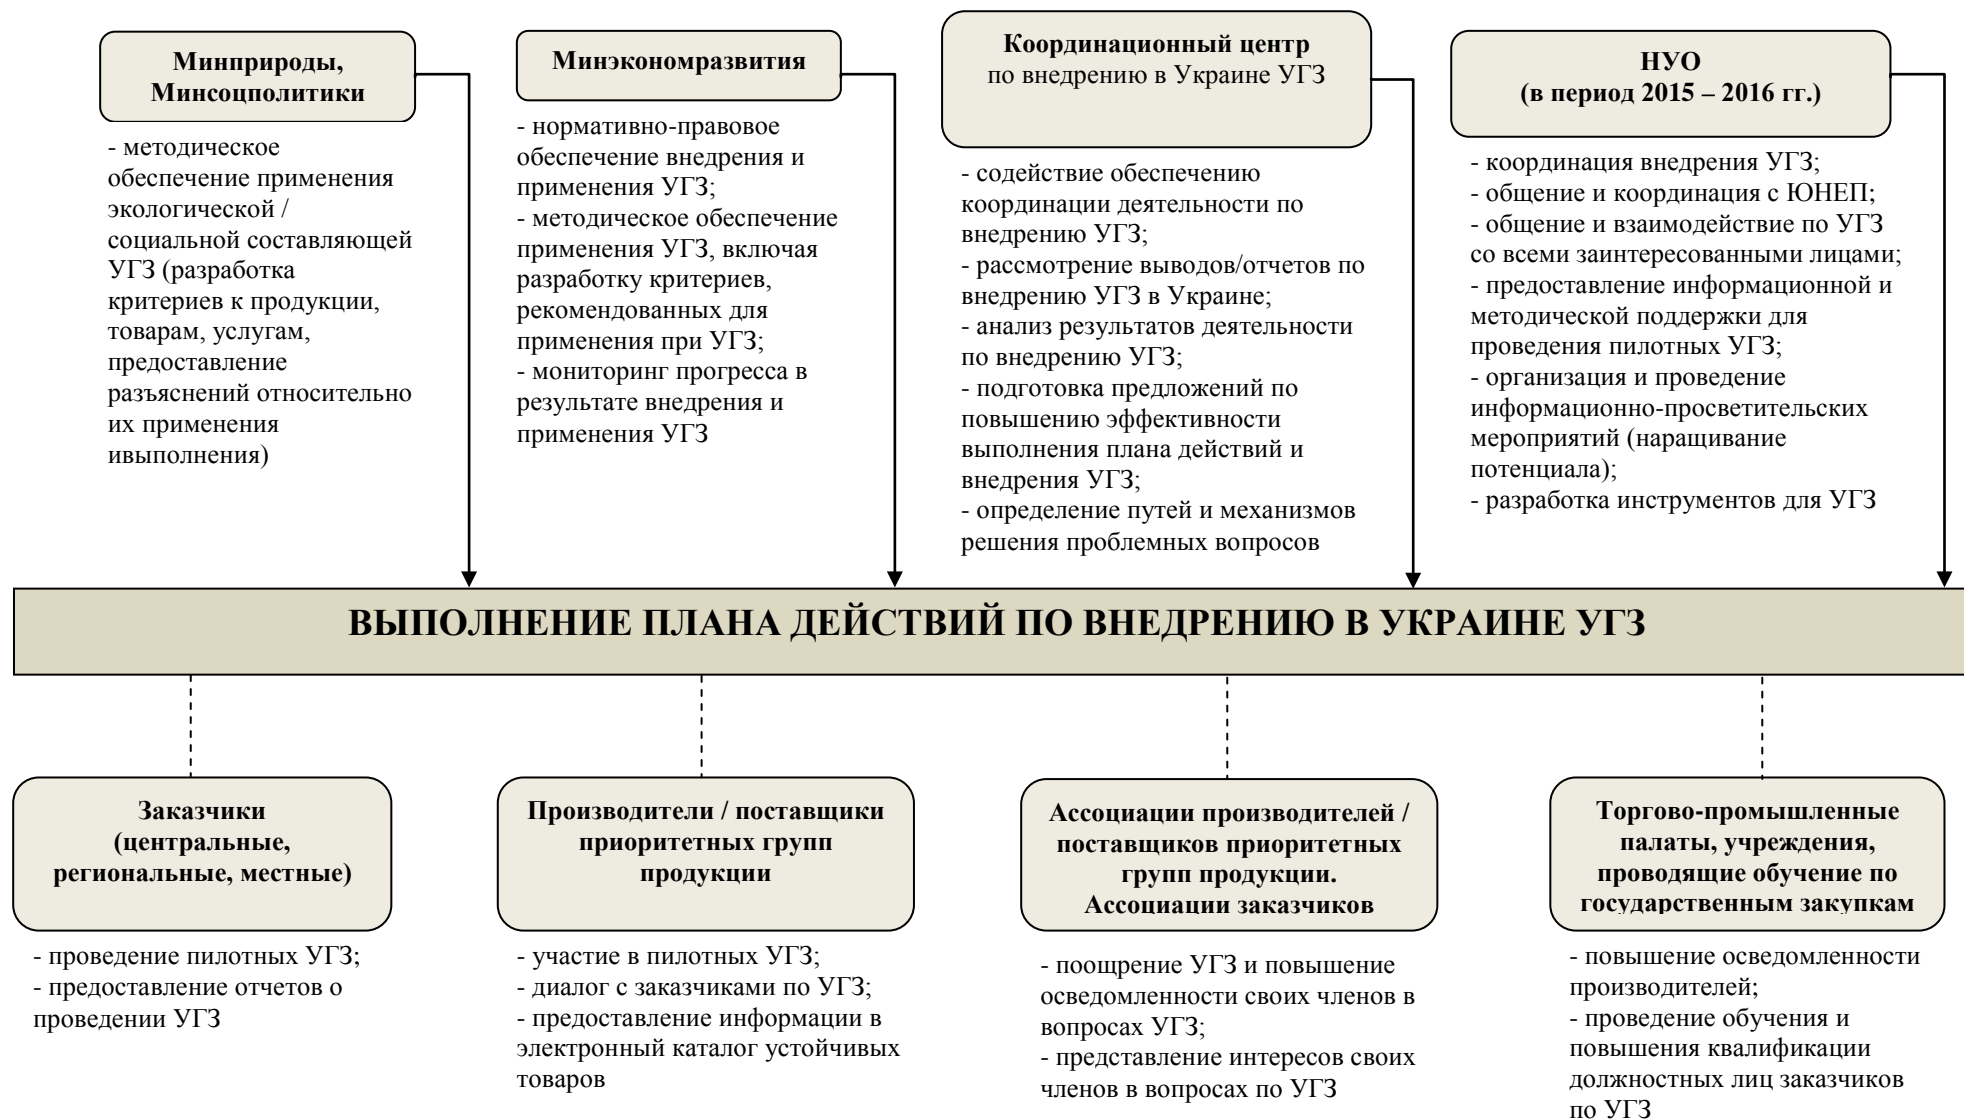 Минприроды,
Минсоцполитики
- методическое
обеспечение применения
экологической /
социальной составляющей
УГЗ (разработка
критериев к продукции,
товарам, услугам,
предоставление
разъяснений относительно
их применения
ивыполнения)
Минэкономразвития
- нормативно-правовое
обеспечение внедрения и
применения УГЗ;
- методическое обеспечение
применения УГЗ, включая
разработку критериев,
рекомендованных для
применения при УГЗ;
- мониторинг прогресса в
результате внедрения и
применения УГЗ
Координационный центр
по внедрению в Украине УГЗ
- содействие обеспечению
координации деятельности по
внедрению УГЗ;
- рассмотрение выводов/отчетов по
внедрению УГЗ в Украине;
- анализ результатов деятельности
по внедрению УГЗ;
- подготовка предложений по
повышению эффективности
выполнения плана действий и
внедрения УГЗ;
- определение путей и механизмов
решения проблемных вопросов
НУО
(в период 2015 – 2016 гг.)
- координация внедрения УГЗ;
- общение и координация с ЮНЕП;
- общение и взаимодействие по УГЗ
со всеми заинтересованными лицами;
- предоставление информационной и
методической поддержки для
проведения пилотных УГЗ;
- организация и проведение
информационно-просветительских
мероприятий (наращивание
потенциала);
- разработка инструментов для УГЗ
ВЫПОЛНЕНИЕ ПЛАНА ДЕЙСТВИЙ ПО ВНЕДРЕНИЮ В УКРАИНЕ УГЗ
Заказчики
(центральные,
региональные, местные)
- проведение пилотных УГЗ;
- предоставление отчетов о
проведении УГЗ
Производители / поставщики
приоритетных групп
продукции
- участие в пилотных УГЗ;
- диалог с заказчиками по УГЗ;
- предоставление информации в
электронный каталог устойчивых
товаров
Ассоциации производителей /
поставщиков приоритетных
групп продукции.
Ассоциации заказчиков
- поощрение УГЗ и повышение
осведомленности своих членов в
вопросах УГЗ;
- представление интересов своих
членов в вопросах по УГЗ
Торгово-промышленные
палаты, учреждения,
проводящие обучение по
государственным закупкам
- повышение осведомленности
производителей;
- проведение обучения и
повышения квалификации
должностных лиц заказчиков
по УГЗ